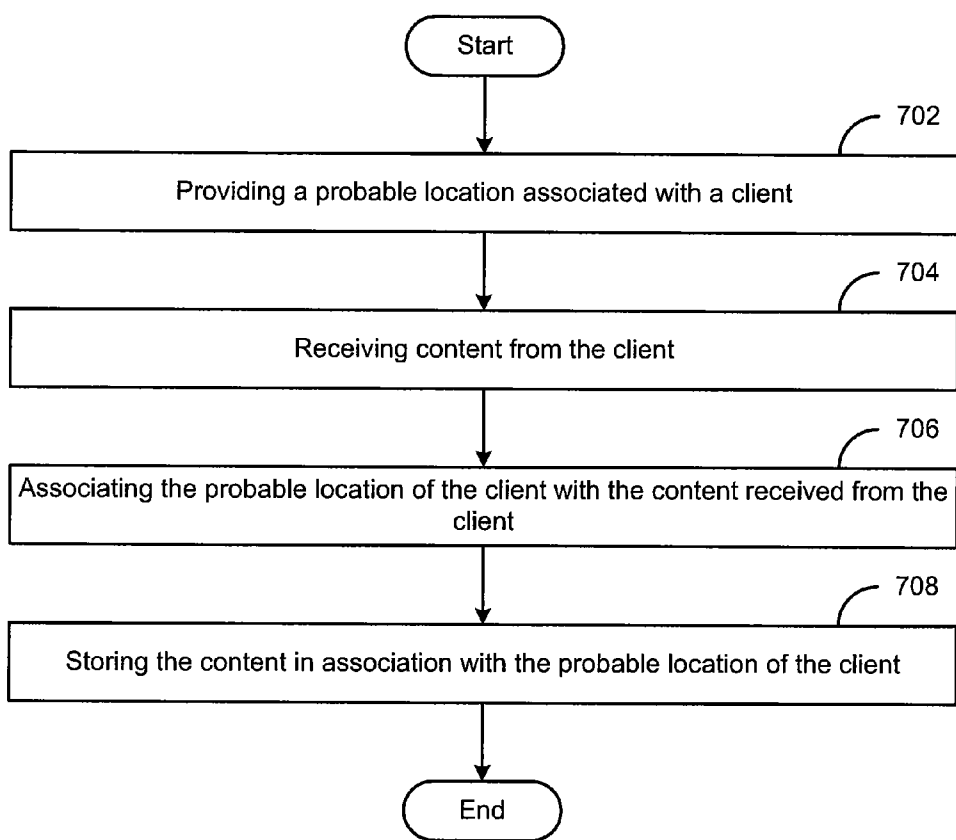 Start
702
Providing a probable location associated with a client
704
Receiving content from the client
706
Associating the probable location of the client with the content received from the
client
708
Storing the content in association with the probable location of the client
End